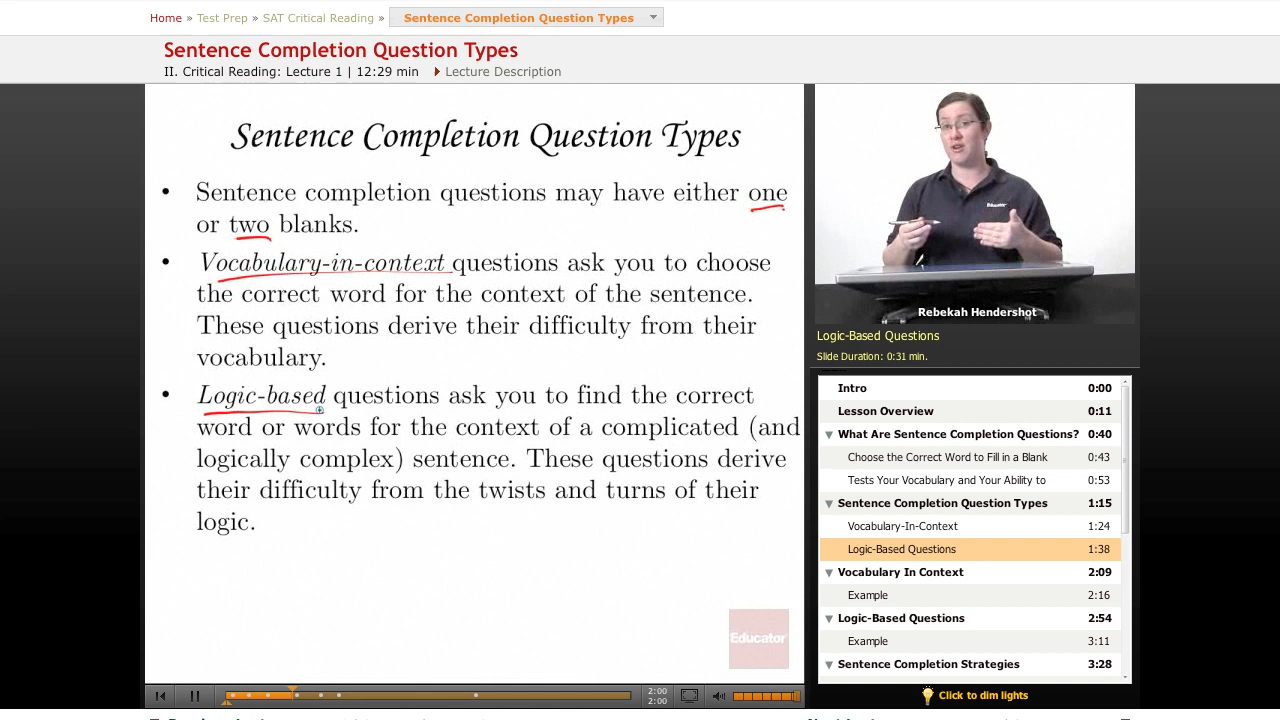 Home » Test Prep » SAT Critical Reading » Sentence Completion Question Types
Sentence Completion Question Types
II. Critical Reading: Lecture 1 | 12:29 min Lecture Description
Sentence Completion Question Types
• Sentence completion questions may have either one
or two blanks.
• Vocabulary-in-context questions ask you to choose
the correct word for the context of the sentence.
These questions derive their difficulty from their
vocabulary.
• Logic-based questions ask you to find the correct
word or words for the context of a complicated (and
logically complex) sentence. These questions derive
their difficulty from the twists and turns of their
logic.
Educator
2:00
2:00
Educator
Rebekah Hendershot
Logic-Based Questions
Slide Duration: 0:31 min.
Intro 0:00
Lesson Overview 0:11
What Are Sentence Completion Questions? 0:40
Choose the Correct Word to Fill in a Blank 0:43
Tests Your Vocabulary and Your Ability to 0:53
Sentence Completion Question Types 1:15
Vocabulary-In-Context 1:24
Logic-Based Questions 1:38
Vocabulary In Context 2:09
Example 2:16
Logic-Based Questions 2:54
Example 3:11
Sentence Completion Strategies 3:28
Click to dim lights